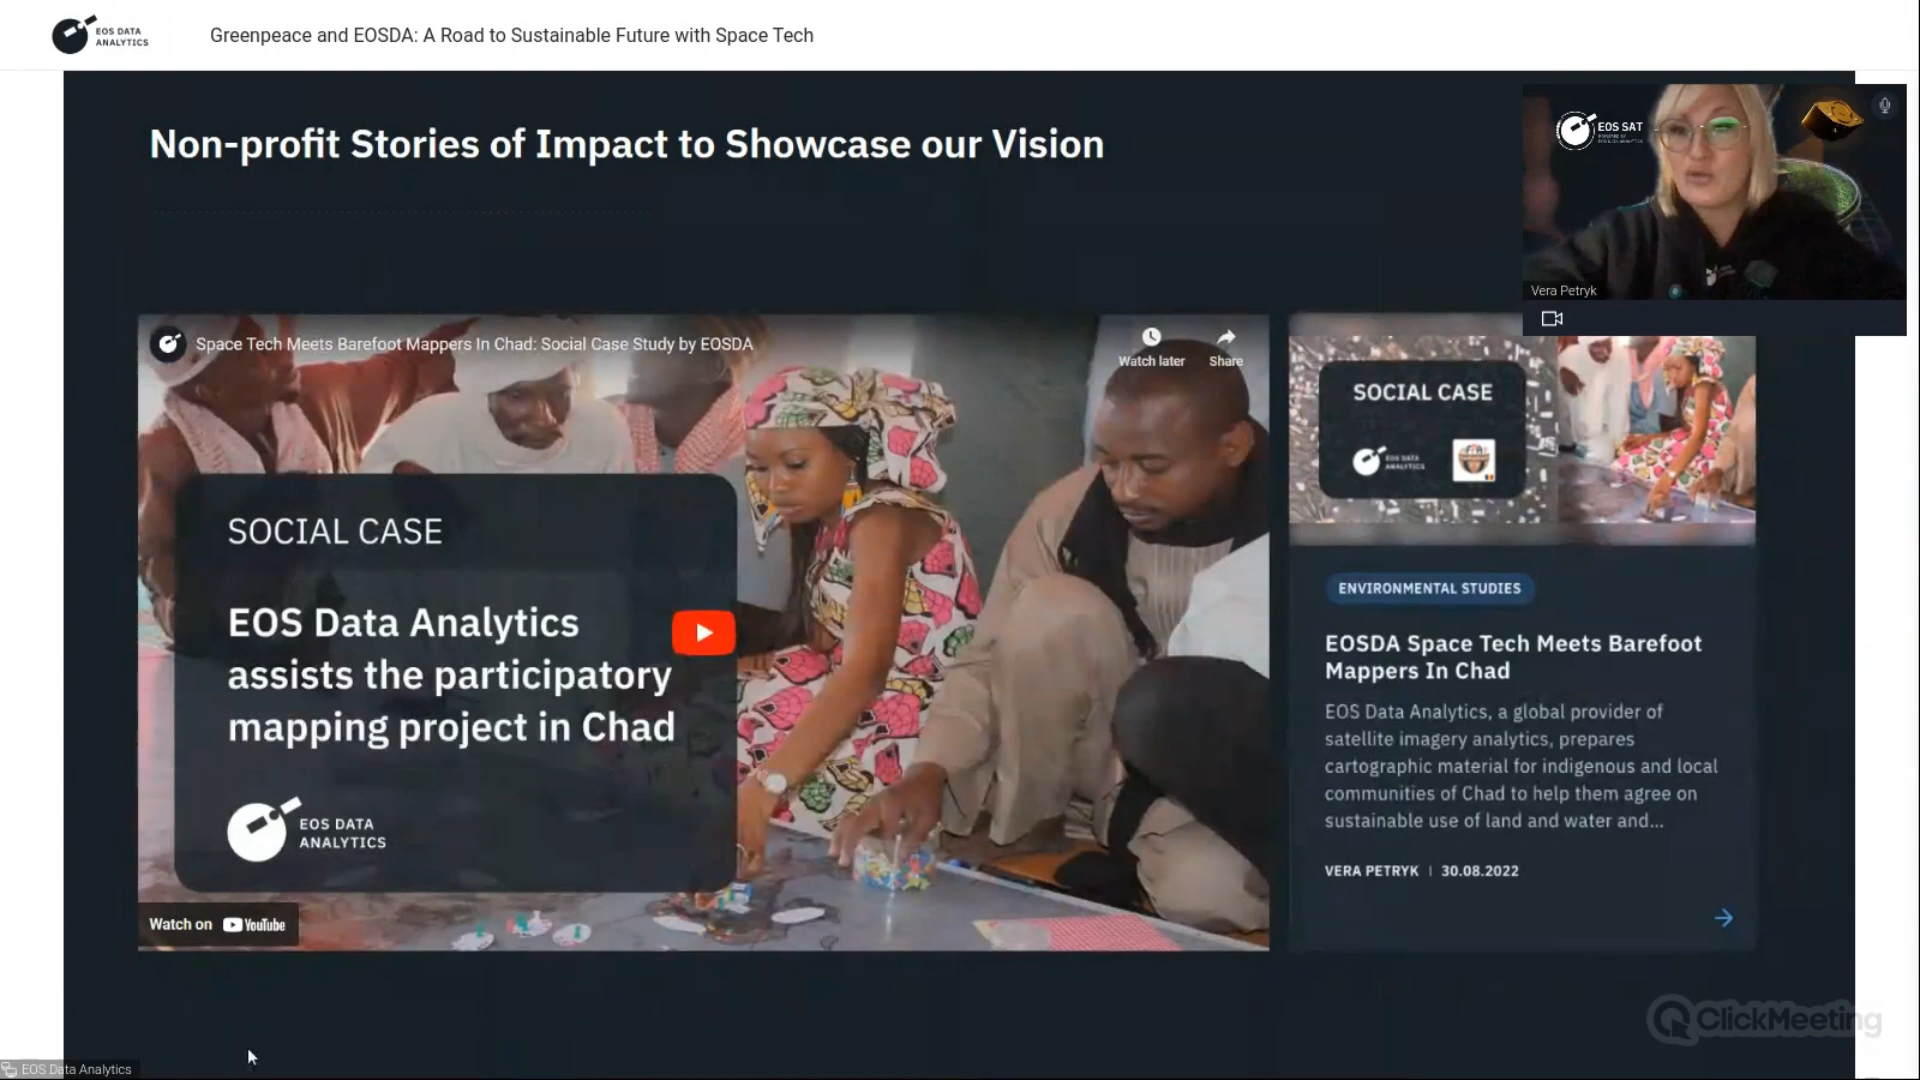 EOS DATA
ANALYTICS
Greenpeace and EOSDA: A Road to Sustainable Future with Space Tech
Non-profit Stories of Impact to Showcase our Vision
EOS SAT
Vera Petryk
Space Tech Meets Barefoot Mappers In Chad: Social Case Study by EOSDA
Watch later
Share
SOCIAL CASE
EOS Data Analytics
assists the participatory
mapping project in Chad
EOS DATA
ANALYTICS
Watch on YouTube
SOCIAL CASE
EOS DATA
ANALYTICS
ENVIRONMENTAL STUDIES
EOSDA Space Tech Meets Barefoot
Mappers In Chad
EOS Data Analytics, a global provider of
satellite imagery analytics, prepares
cartographic material for indigenous and local
communities of Chad to help them agree on
sustainable use of land and water and...
VERA PETRYK | 30.08.2022
ClickMeeting
EOS Data Analytics